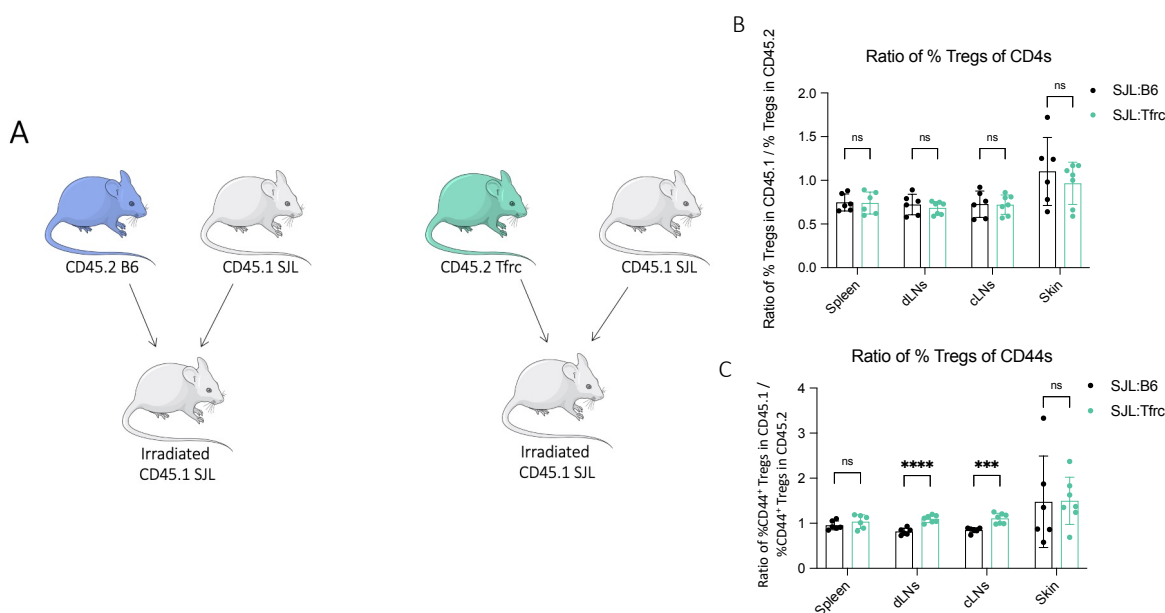 A
CD45.2 B6
CD45.1 SJL
CD45.2 Tfrc
CD45.1 SJL
Irradiated
CD45.1 SJL
Irradiated
CD45.1 SJL
B
Ratio of % Tregs of CD4s
Ratio of % Tregs in CD45.1 / % Tregs in CD45.2
2.0
1.5
1.0
0.5
0.0
ns
ns
ns
ns
SJL:B6
SJL:Tfrc
Spleen
dLNs
cLNs
Skin
C
Ratio of % Tregs of CD44s
Ratio of %CD44⁺ Tregs in CD45.1 /
%CD44⁺ Tregs in CD45.2
4
3
2
1
0
ns
****
***
ns
SJL:B6
SJL:Tfrc
Spleen
dLNs
cLNs
Skin